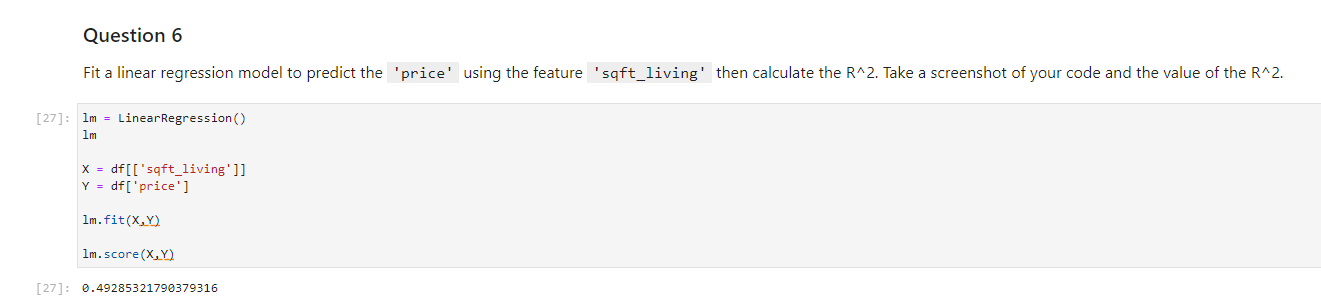 Question 6
Fit a linear regression model to predict the 'price' using the feature 'sqft_living' then calculate the R^2. Take a screenshot of your code and the value of the R^2.
[27]: lm = LinearRegression()
lm
X = df[['sqft_living']]
Y = df['price']
lm.fit(X,Y)
lm.score(X,Y)
[27]: 0.49285321790379316